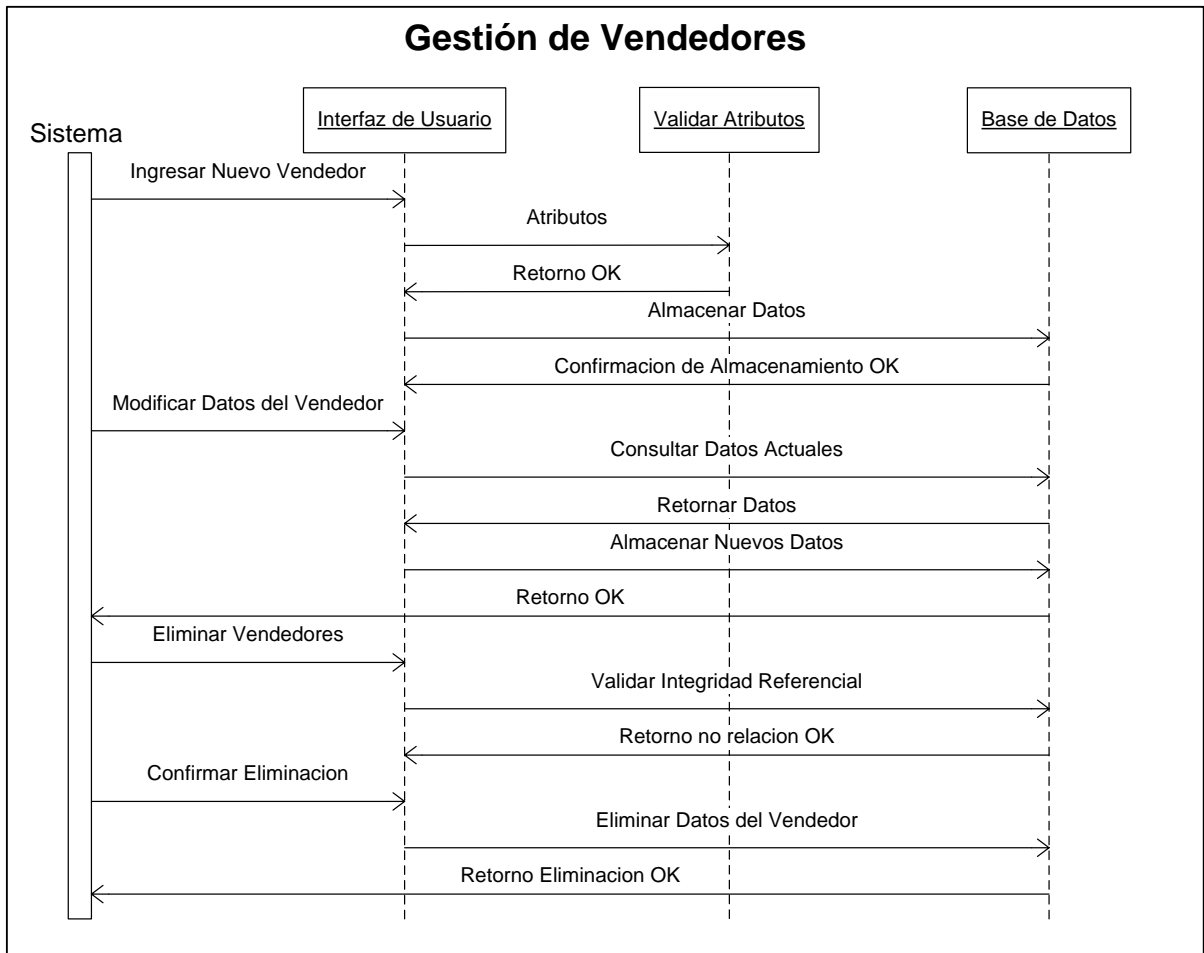 Gestión de Vendedores
Sistema
Interfaz de Usuario
Validar Atributos
Base de Datos
Ingresar Nuevo Vendedor
Atributos
Retorno OK
Almacenar Datos
Confirmacion de Almacenamiento OK
Modificar Datos del Vendedor
Consultar Datos Actuales
Retornar Datos
Almacenar Nuevos Datos
Retorno OK
Eliminar Vendedores
Validar Integridad Referencial
Retorno no relacion OK
Confirmar Eliminacion
Eliminar Datos del Vendedor
Retorno Eliminacion OK